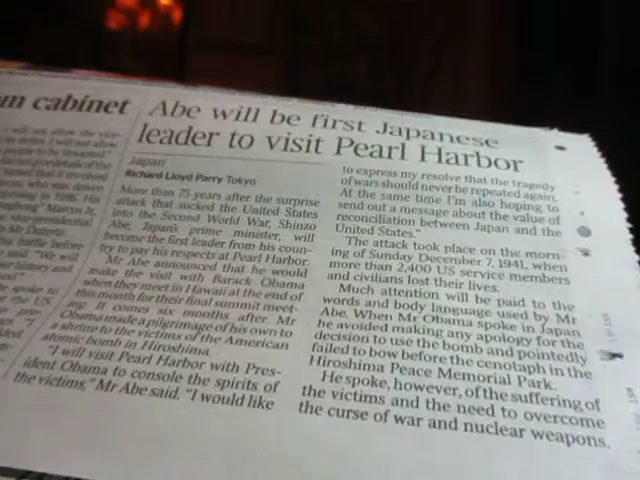 m cabinet
Abe will be first Japanese
leader to visit Pearl Harbor
Japan
Richard Lloyd Parry Tokyo
More than 75 years after the surprise
attack that sucked the United States
into the Second World War, Shinzo
Abe, Japan's prime minister, will
become the first leader from his coun-
try to pay his respects at Pearl Harbor.
Mr Abe announced that he would
make the visit with Barack Obama
when they meet in Hawaii at the end of
this month for their final summit meet-
ing. It comes six months after Mr
Obama made a pilgrimage of his own to
a shrine to the victims of the American
atomic bomb in Hiroshima.
"I will visit Pearl Harbor with Pres-
ident Obama to console the spirits of
the victims," Mr Abe said. "I would like
to express my resolve that the tragedy
of wars should never be repeated again.
At the same time I'm also hoping to
send out a message about the value of
reconciliation between Japan and the
United States."
The attack took place on the morn-
ing of Sunday December 7, 1941, when
more than 2,400 US service members
and civilians lost their lives.
Much attention will be paid to the
words and body language used by Mr
Abe. When Mr Obama spoke in Japan
he avoided making any apology for the
decision to use the bomb and pointedly
failed to bow before the cenotaph in the
Hiroshima Peace Memorial Park.
He spoke, however, of the suffering of
the victims and the need to overcome
the curse of war and nuclear weapons.